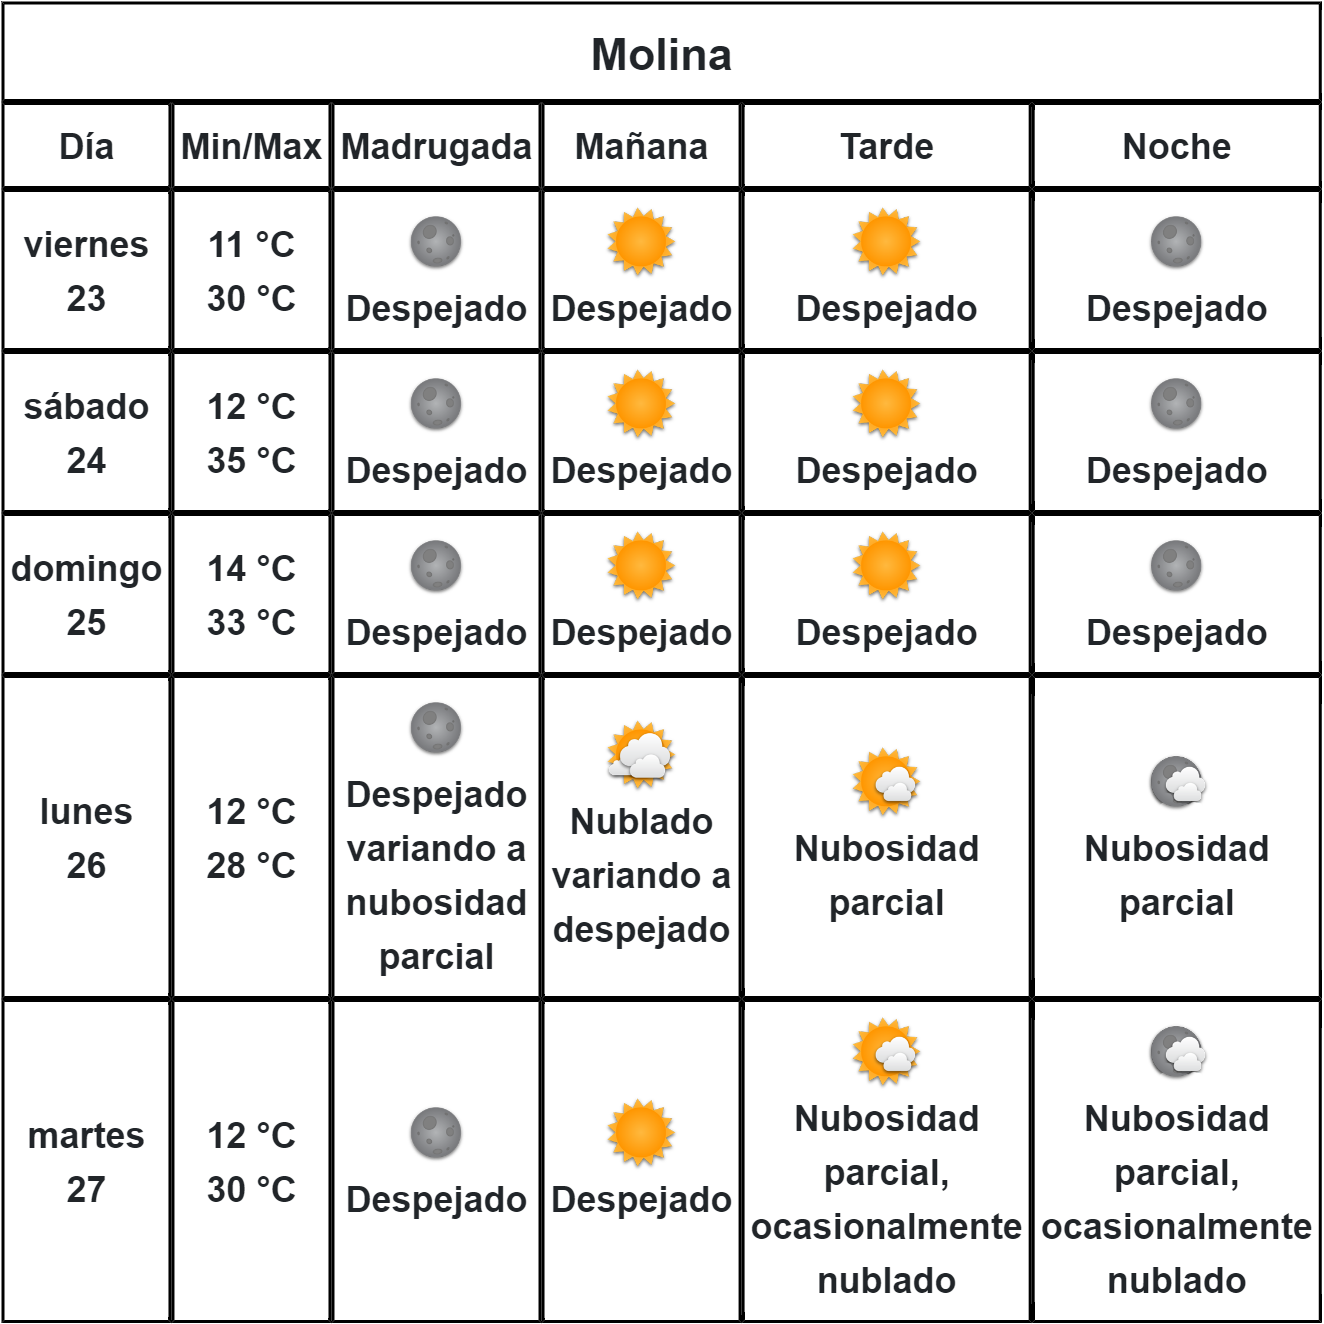 Molina
Día Min/Max Madrugada Mañana Tarde Noche
viernes
23
11 °C
30 °C
Despejado
Despejado
Despejado
Despejado
sábado
24
12 °C
35 °C
Despejado
Despejado
Despejado
Despejado
domingo
25
14 °C
33 °C
Despejado
Despejado
Despejado
Despejado
lunes
26
12 °C
28 °C
Despejado
variando a
nubosidad
parcial
Nublado
variando a
despejado
Nubosidad
parcial
Nubosidad
parcial
martes
27
12 °C
30 °C
Despejado
Despejado
Nubosidad
parcial,
ocasionalmente
nublado
Nubosidad
parcial,
ocasionalmente
nublado